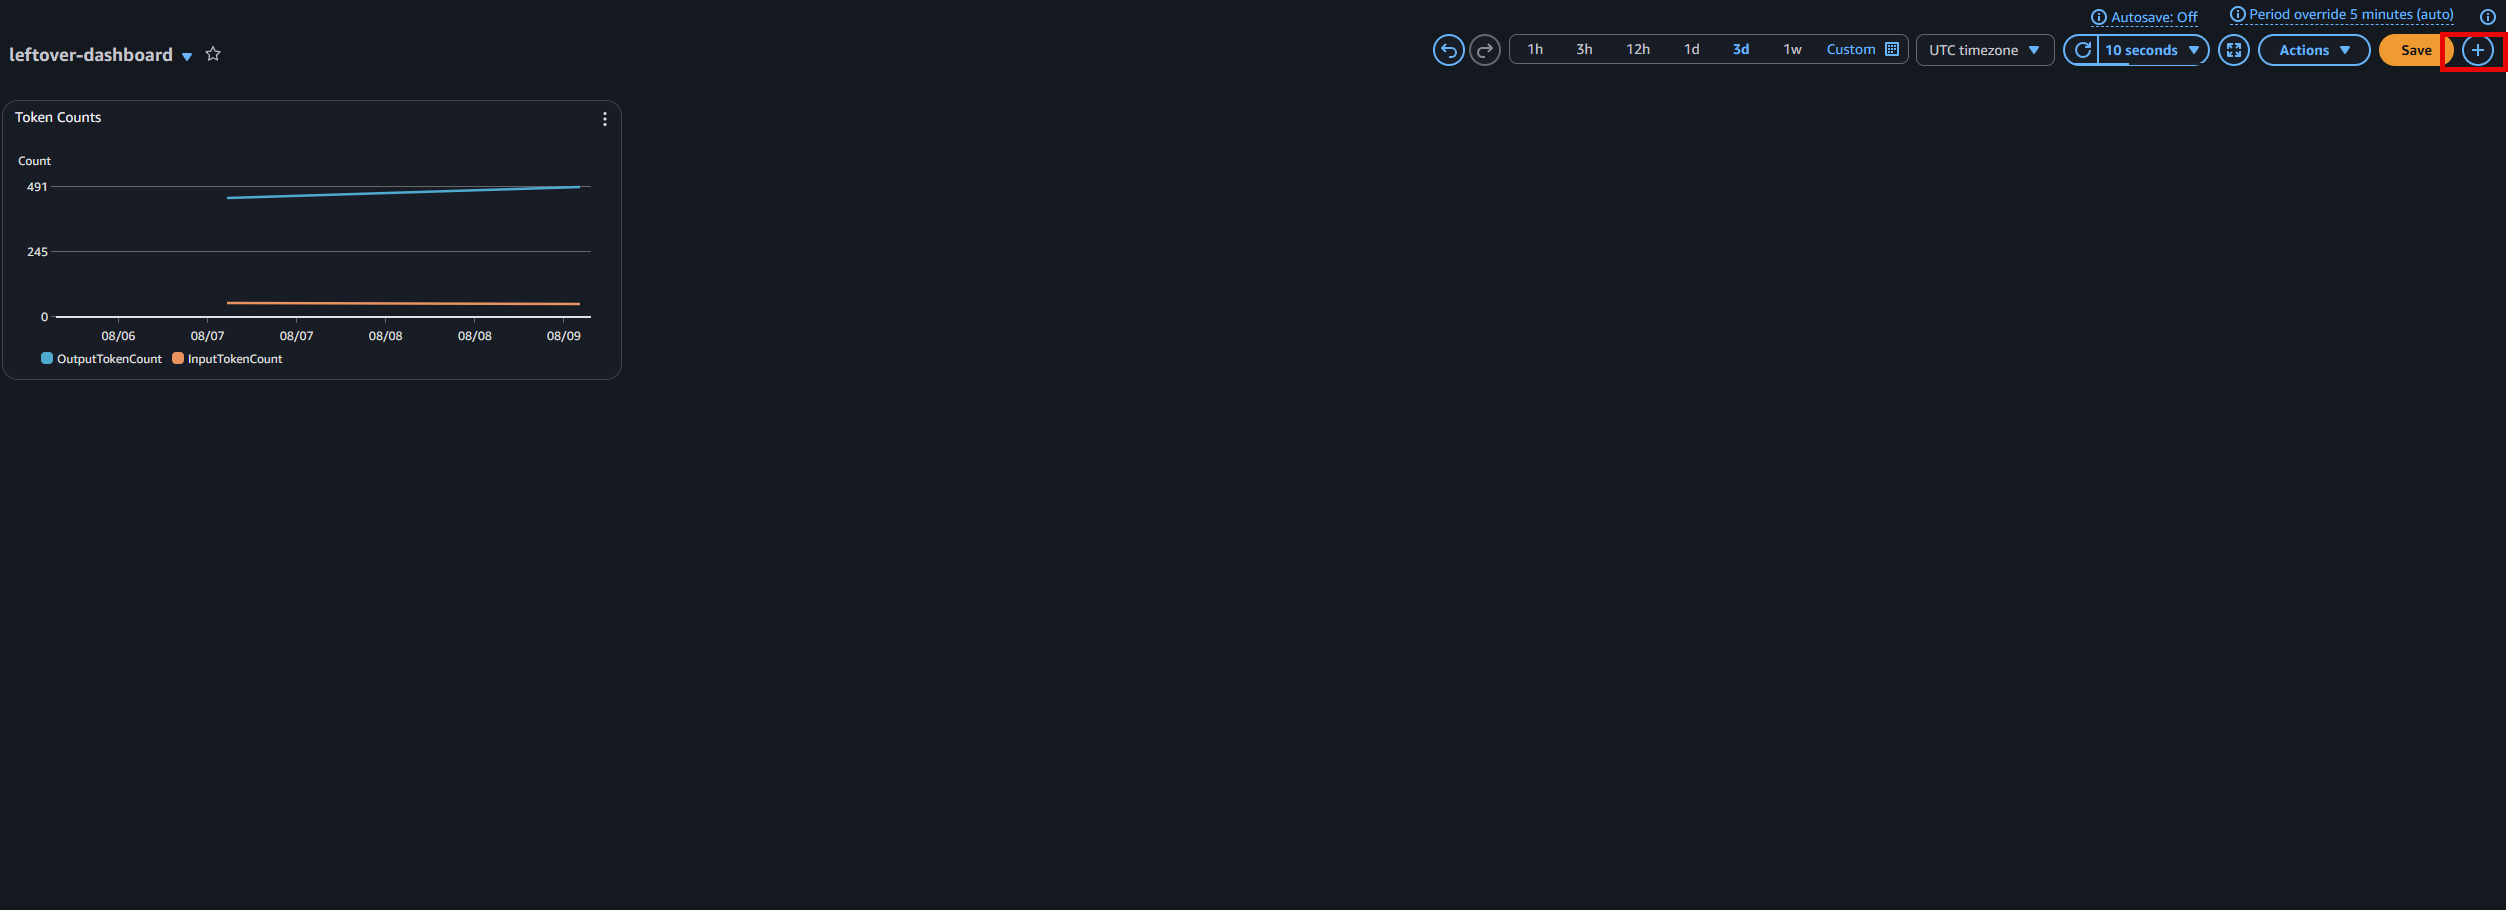 Autosave: Off
Period override 5 minutes (auto)
leftover-dashboard
1h 3h 12h 1d 3d 1w Custom
UTC timezone
10 seconds
Actions
Save
Token Counts
Count
491
245
0
08/06 08/07 08/07 08/08 08/08 08/09
OutputTokenCount InputTokenCount